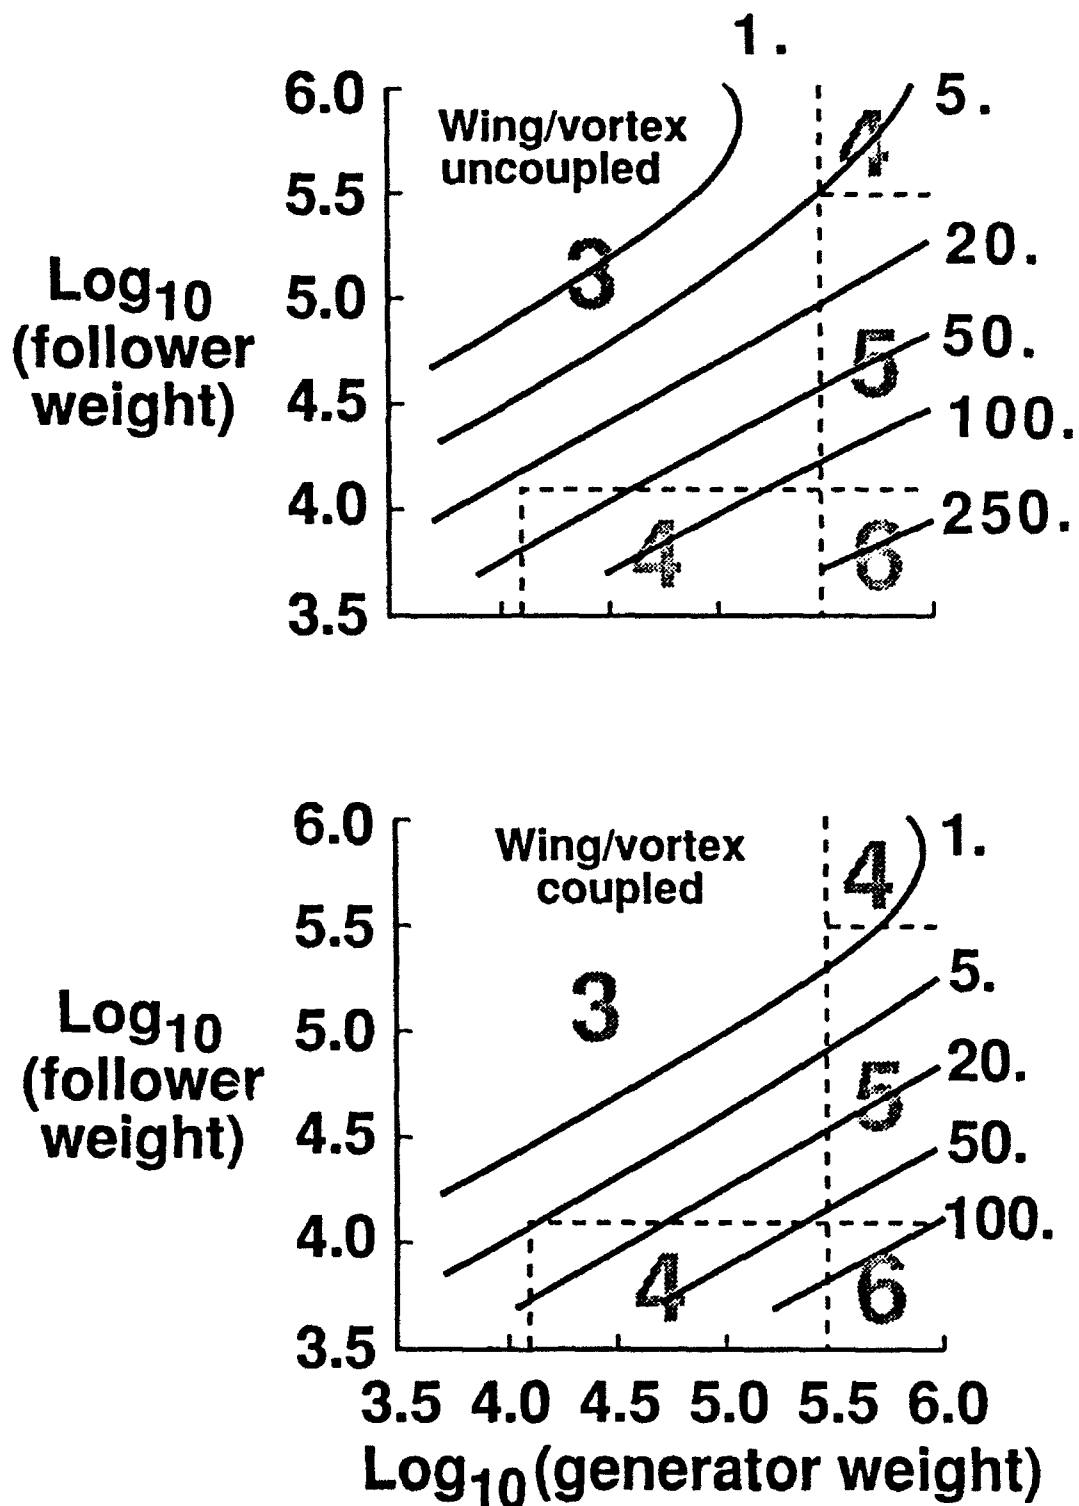 1.
6.0
5.
Wing/vortex
uncoupled
4
5.5
20.
3
Log10
(follower
weight)
5.0
50.
5
4.5
100.
4.0
250.
4
6
3.5
6.0
1.
Wing/vortex
coupled
4
5.5
5.
3
Log10
(follower
weight)
5.0
20.
5
4.5
50.
4.0
100.
4
6
3.5
3.5 4.0 4.5 5.0 5.5 6.0
Log10(generator weight)